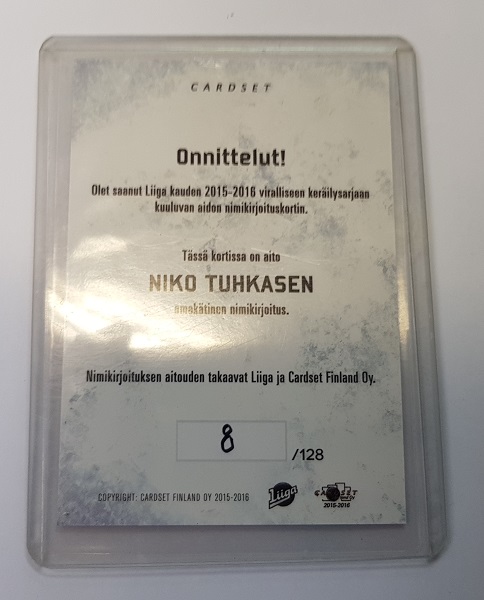 CARDSET
Onnittelut!
Olet saanut Liiga kauden 2015-2016 viralliseen keräilysarjaan
kuuluvan aidon nimikirjoituskortin.
Tässä kortissa on aito
NIKO TUHKASEN
omakätinen nimikirjoitus.
Nimikirjoituksen aitouden takaavat Liiga ja Cardset Finland Oy.
8 /128
COPYRIGHT: CARDSET FINLAND OY 2015-2016
Liiga
CARDSET
2015-2016